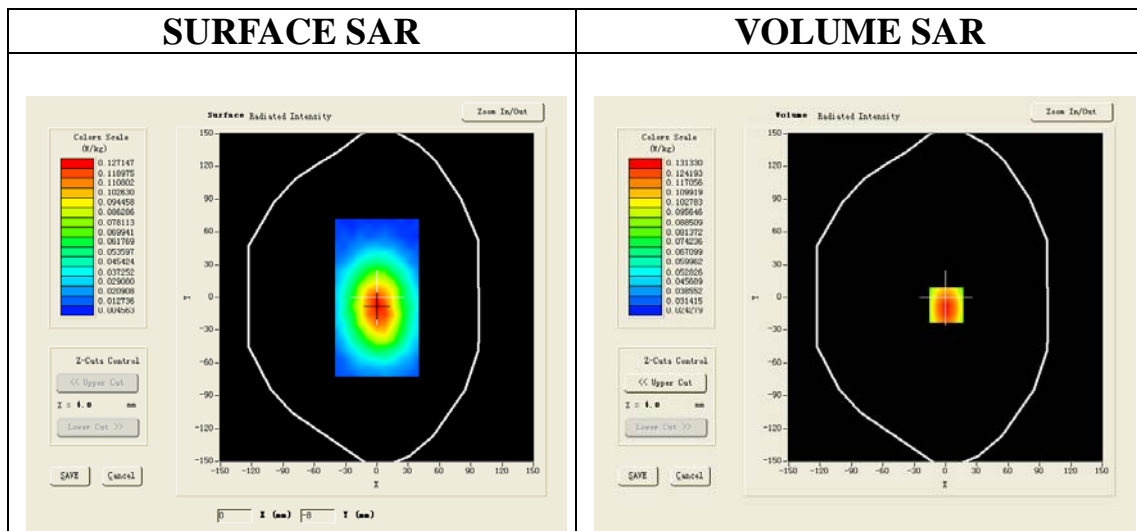 SURFACE SAR
VOLUME SAR
Surface Radiated Intensity
Zoom In/Out
Colors Scale
(W/kg)
0.127147
0.118975
0.110802
0.102630
0.094458
0.086286
0.078113
0.069941
0.061769
0.053597
0.045424
0.037252
0.029080
0.020908
0.012736
0.004563
150
120
90
60
30
0
-30
-60
-90
-120
-150
Y
-150 -120 -90 -60 -30 0 30 60 90 120 150
X
Z-Cuts Control
<< Upper Cut
Z = 4.0 mm
Lower Cut >>
SAVE
Cancel
0 X (mm) -8 Y (mm)
Volume Radiated Intensity
Zoom In/Out
Colors Scale
(W/kg)
0.131330
0.124193
0.117056
0.109919
0.102783
0.095646
0.088509
0.081372
0.074236
0.067099
0.059962
0.052826
0.045689
0.038552
0.031415
0.024279
150
120
90
60
30
0
-30
-60
-90
-120
-150
Y
-150 -120 -90 -60 -30 0 30 60 90 120 150
X
Z-Cuts Control
<< Upper Cut
Z = 4.0 mm
Lower Cut >>
SAVE
Cancel